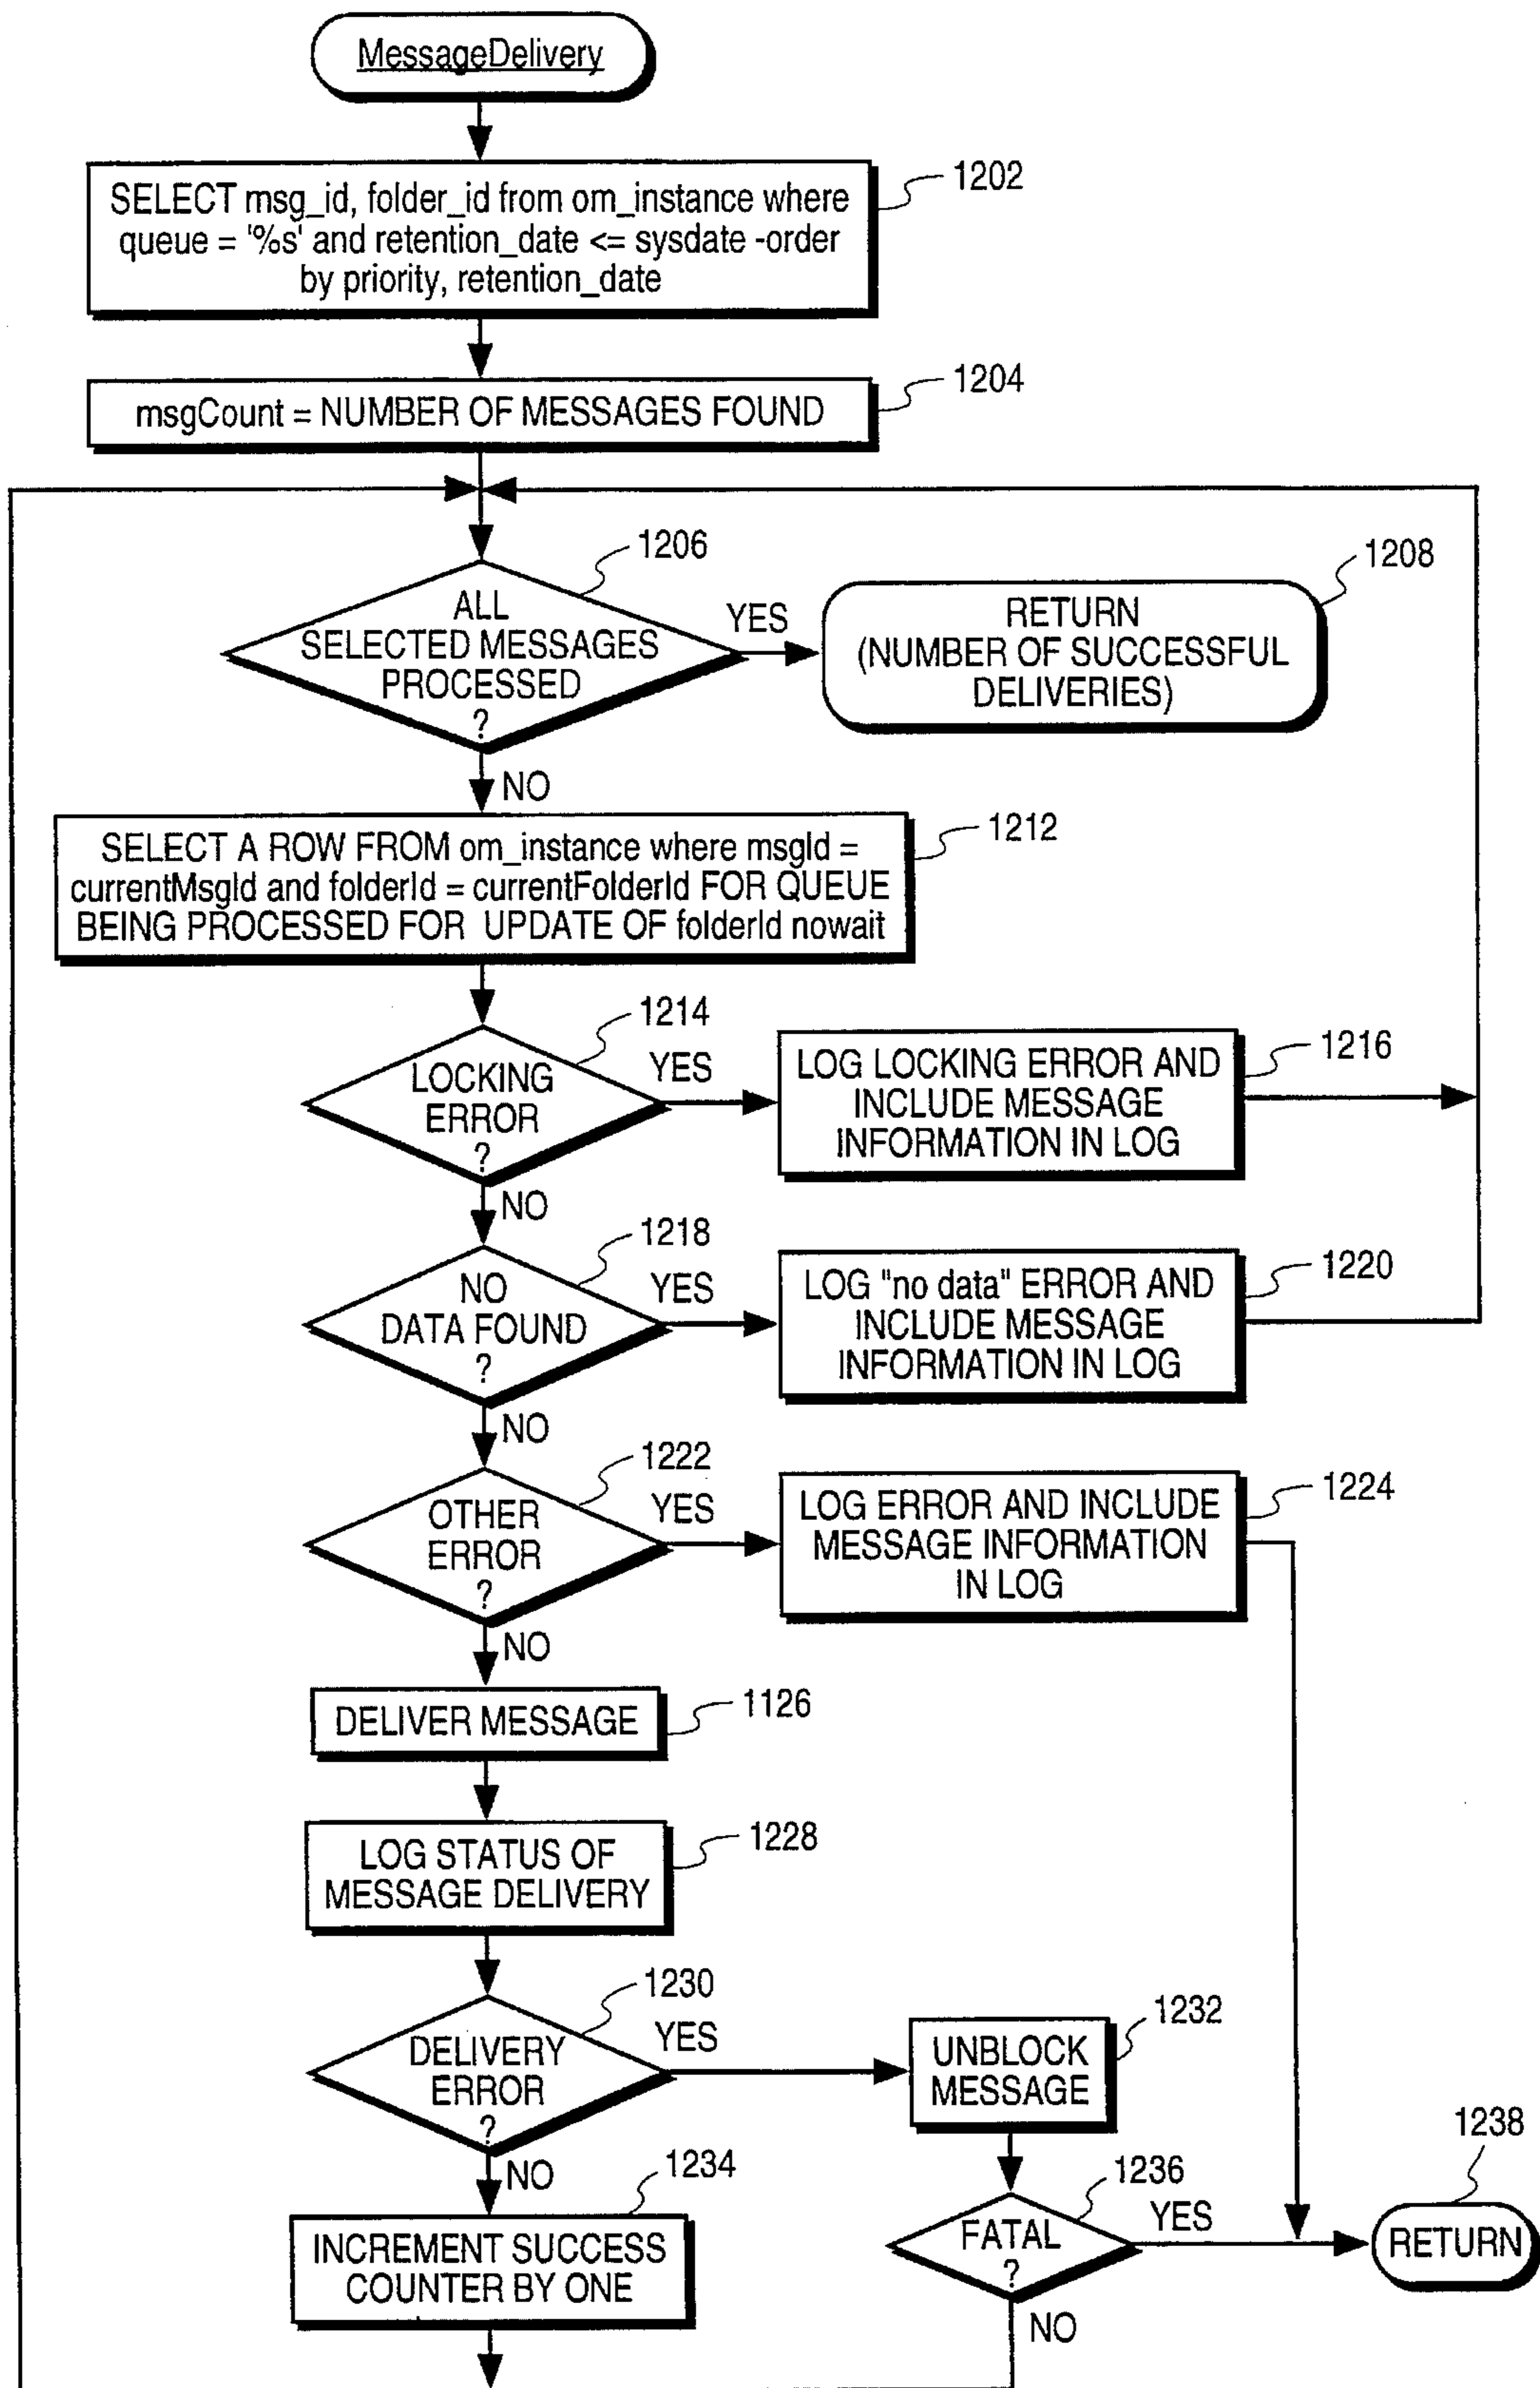 MessageDelivery
SELECT msg_id, folder_id from om_instance where
queue = '%s' and retention_date <= sysdate -order
by priority, retention_date
1202
msgCount = NUMBER OF MESSAGES FOUND
1204
1206
ALL
SELECTED MESSAGES
PROCESSED
?
YES
1208
RETURN
(NUMBER OF SUCCESSFUL
DELIVERIES)
NO
1212
SELECT A ROW FROM om_instance where msgId =
currentMsgId and folderId = currentFolderId FOR QUEUE
BEING PROCESSED FOR UPDATE OF folderId nowait
1214
LOCKING
ERROR
?
YES
LOG LOCKING ERROR AND
INCLUDE MESSAGE
INFORMATION IN LOG
1216
NO
1218
NO
DATA FOUND
?
YES
LOG "no data" ERROR AND
INCLUDE MESSAGE
INFORMATION IN LOG
1220
NO
1222
OTHER
ERROR
?
YES
LOG ERROR AND INCLUDE
MESSAGE INFORMATION
IN LOG
1224
NO
DELIVER MESSAGE
1126
LOG STATUS OF
MESSAGE DELIVERY
1228
1230
DELIVERY
ERROR
?
YES
UNBLOCK
MESSAGE
1232
NO
1234
INCREMENT SUCCESS
COUNTER BY ONE
1236
FATAL
?
YES
1238
RETURN
NO